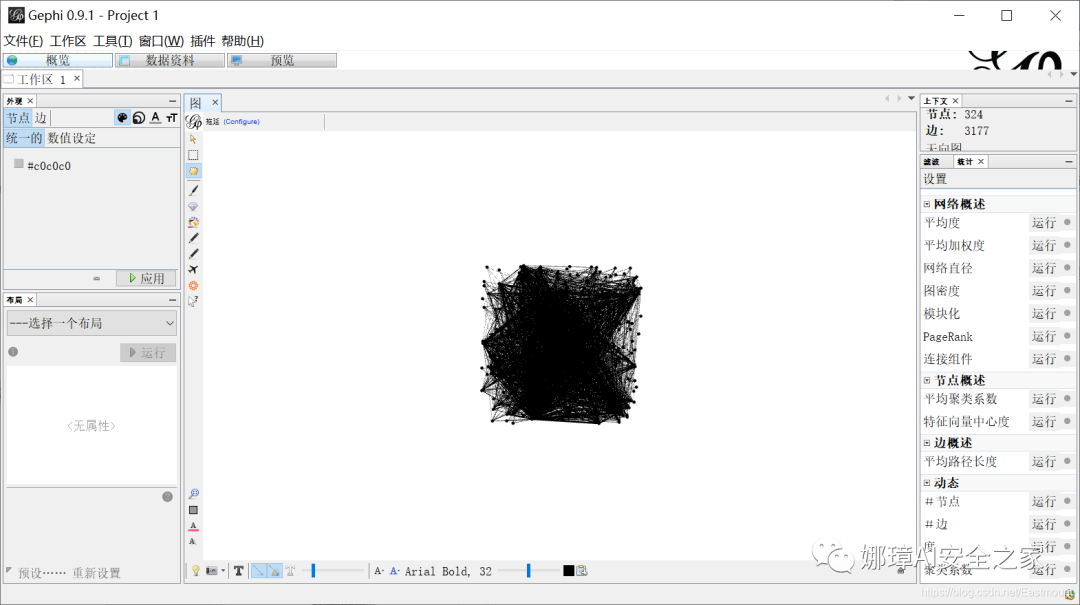 Gephi 0.9.1 - Project 1
文件(F) 工作区 工具(T) 窗口(W) 插件 帮助(H)
概览 数据资料 预览
工作区 1 ×
外观 ×
节点 边
统一的 数值设定
#c0c0c0
应用
布局 ×
---选择一个布局
运行
<无属性>
预设…… 重新设置
图 ×
拖延 (Configure)
Arial Bold, 32
上下文 ×
节点: 324
边: 3177
无向图
滤波 统计 ×
设置
网络概述
平均度 运行
平均加权度 运行
网络直径 运行
图密度 运行
模块化 运行
PageRank 运行
连接组件 运行
节点概述
平均聚类系数 运行
特征向量中心度 运行
边概述
平均路径长度 运行
动态
# 节点 运行
# 边 运行
度 运行
聚类系数 运行
娜璋AI安全之家
https://blog.csdn.net/Eastmount